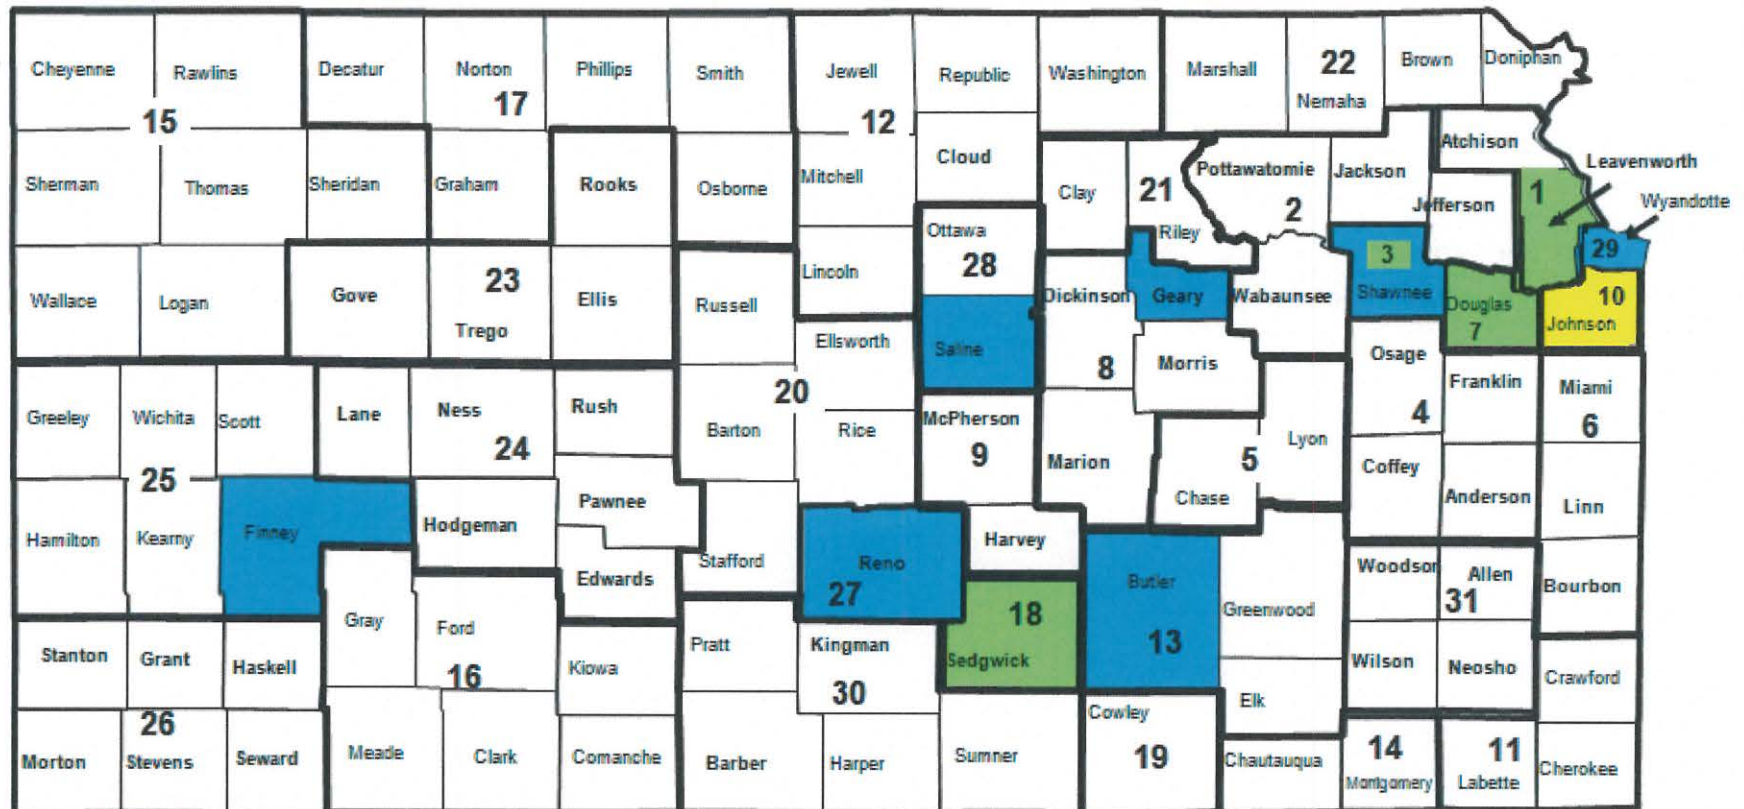 Cheyenne
Rawlins
Decatur
Norton
17
Phillips
Smith
Jewell
Republic
Washington
Marshall
22
Nemaha
Brown
Doniphan
15
12
Sherman
Thomas
Sheridan
Graham
Rooks
Osborne
Mitchell
Cloud
Clay
21
Riley
Pottawatomie
2
Jackson
Atchison
Jefferson
1
Leavenworth
Wyandotte
29
Wallace
Logan
Gove
23
Trego
Ellis
Russell
Lincoln
Ottawa
28
Saline
Dickinson
Geary
Wabaunsee
3
Shawnee
Douglas
7
10
Johnson
Ellsworth
8
Morris
Osage
Franklin
Miami
6
Greeley
Wichita
Scott
Lane
Ness
24
Rush
20
Barton
Rice
McPherson
9
Marion
5
Lyon
Chase
4
Coffey
Anderson
Linn
25
Hamilton
Kearny
Finney
Hodgeman
Pawnee
Edwards
Stafford
Reno
27
Harvey
Butler
13
Greenwood
Woodson
Allen
31
Bourbon
Gray
Ford
16
Kiowa
Pratt
Kingman
30
18
Sedgwick
Elk
Wilson
Neosho
Crawford
Stanton
Grant
Haskell
26
Morton
Stevens
Seward
Meade
Clark
Comanche
Barber
Harper
Sumner
Cowley
19
Chautauqua
14
Montgomery
11
Labette
Cherokee